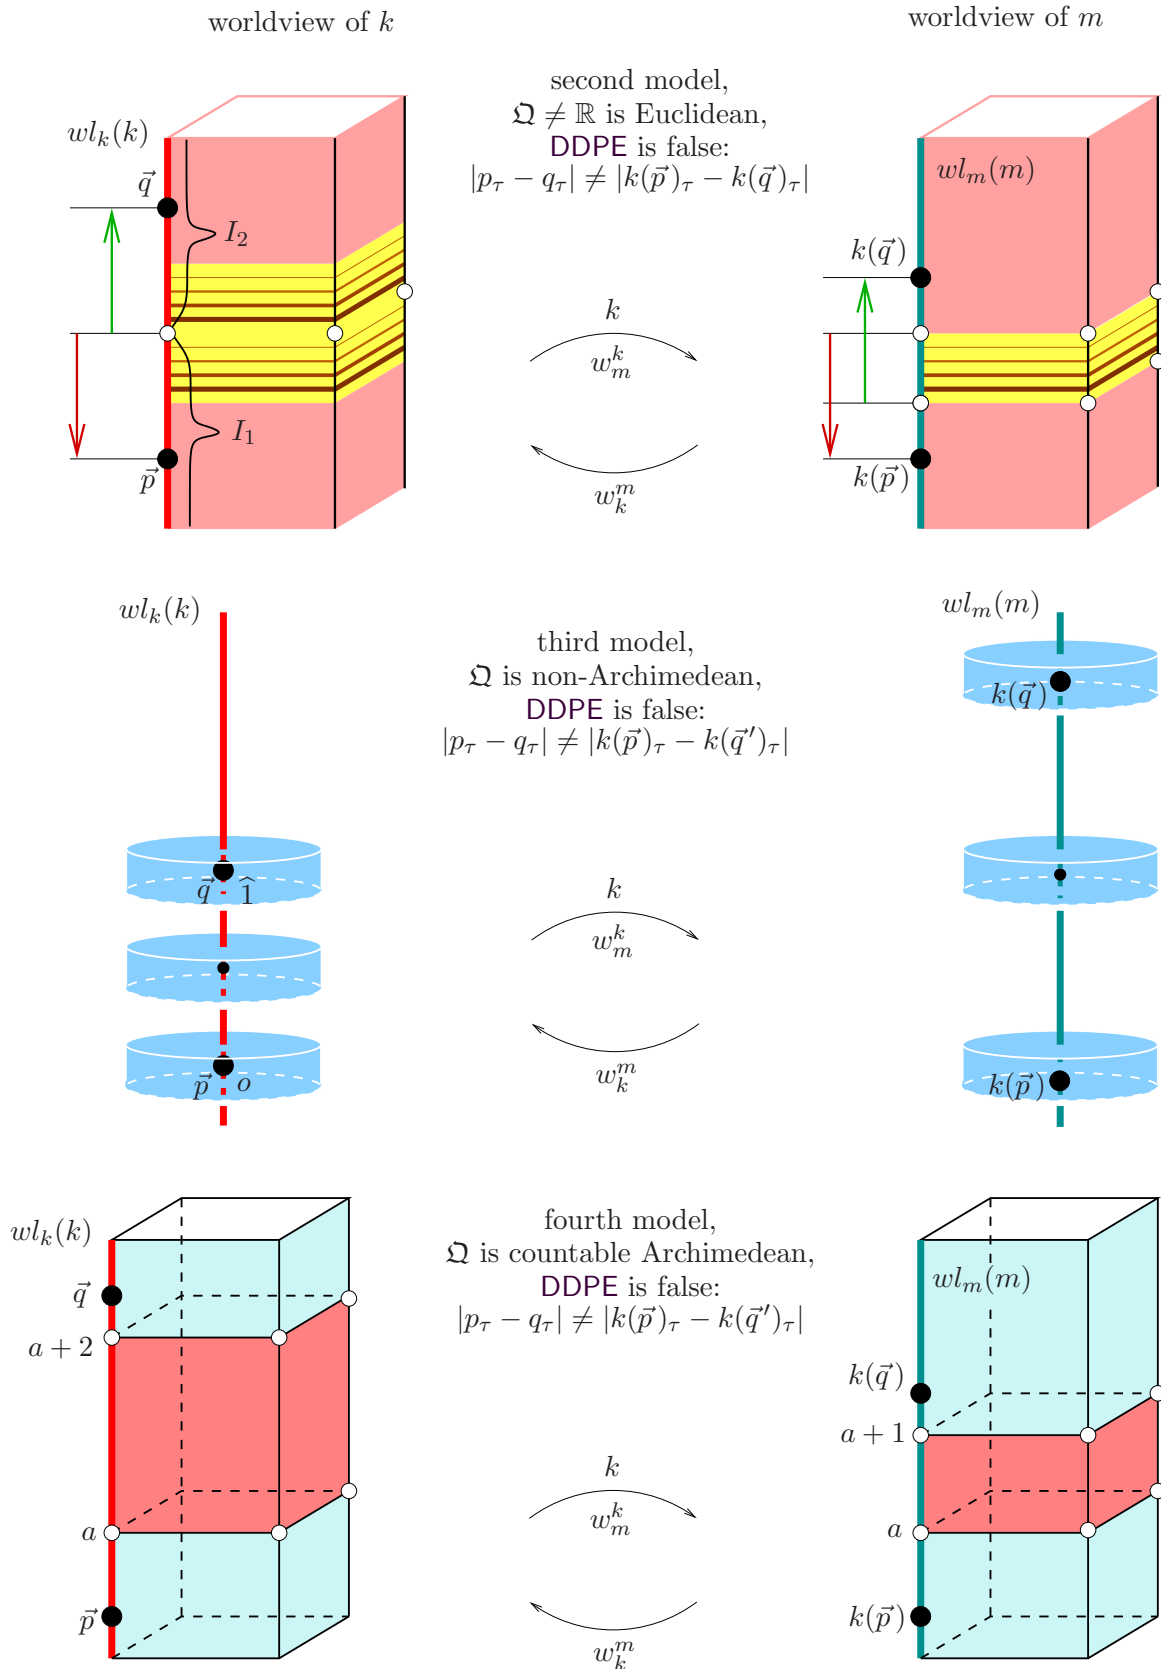 worldview of k
worldview of m
second model,
𝔔 ≠ ℝ is Euclidean,
DDPE is false:
|p_τ − q_τ| ≠ |k(p⃗)_τ − k(q⃗)_τ|
wl_k(k)
q⃗
I_2
I_1
p⃗
k
w_m^k
w_k^m
wl_m(m)
k(q⃗)
k(p⃗)
wl_k(k)
third model,
𝔔 is non-Archimedean,
DDPE is false:
|p_τ − q_τ| ≠ |k(p⃗)_τ − k(q⃗′)_τ|
q⃗ 1̂
p⃗ o
k
w_m^k
w_k^m
wl_m(m)
k(q⃗)
k(p⃗)
wl_k(k)
fourth model,
𝔔 is countable Archimedean,
DDPE is false:
|p_τ − q_τ| ≠ |k(p⃗)_τ − k(q⃗′)_τ|
q⃗
a + 2
a
p⃗
k
w_m^k
w_k^m
wl_m(m)
k(q⃗)
a + 1
a
k(p⃗)